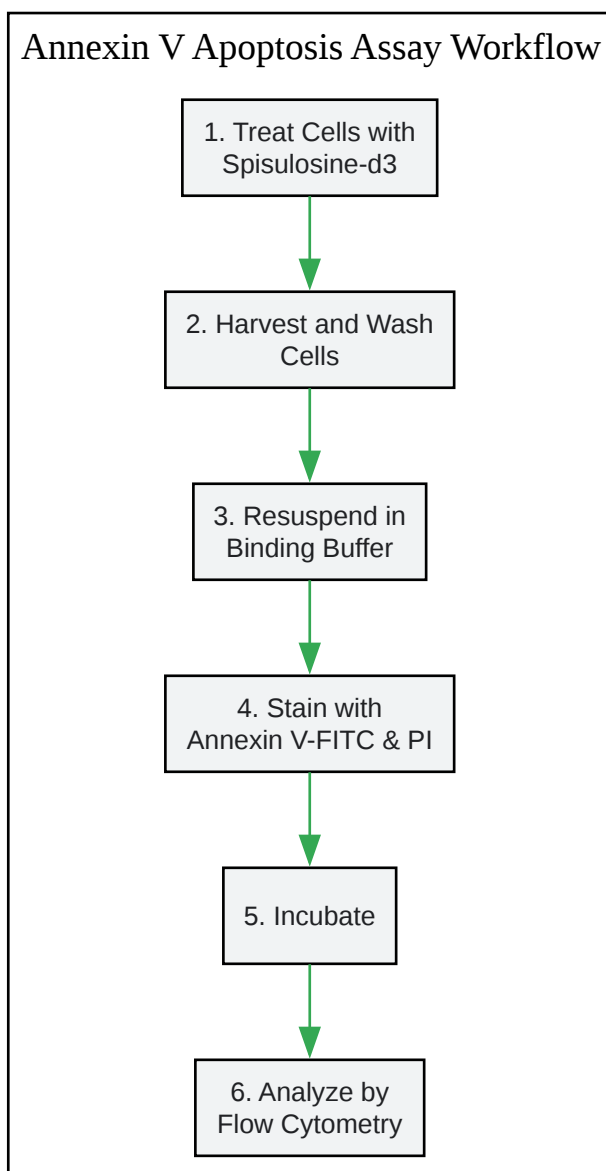 Annexin V Apoptosis Assay Workflow
1. Treat Cells with
Spisulosine-d3
2. Harvest and Wash
Cells
3. Resuspend in
Binding Buffer
4. Stain with
Annexin V-FITC & PI
5. Incubate
6. Analyze by
Flow Cytometry